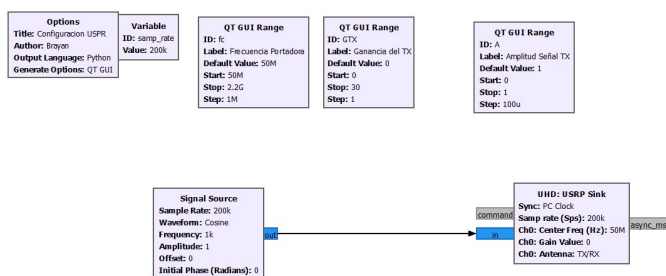 Options
Title: Configuracion USPR
Author: Brayan
Output Language: Python
Generate Options: QT GUI
Variable
ID: samp_rate
Value: 200k
QT GUI Range
ID: fc
Label: Frecuencia Portadora
Default Value: 50M
Start: 50M
Stop: 2.2G
Step: 1M
QT GUI Range
ID: GTX
Label: Ganancia del TX
Default Value: 0
Start: 0
Stop: 30
Step: 1
QT GUI Range
ID: A
Label: Amplitud Señal TX
Default Value: 1
Start: 0
Stop: 1
Step: 100u
Signal Source
Sample Rate: 200k
Waveform: Cosine
Frequency: 1k
Amplitude: 1
Offset: 0
Initial Phase (Radians): 0
out
command
in
UHD: USRP Sink
Sync: PC Clock
Samp rate (Sps): 200k
Ch0: Center Freq (Hz): 50M
Ch0: Gain Value: 0
Ch0: Antenna: TX/RX
async_ms